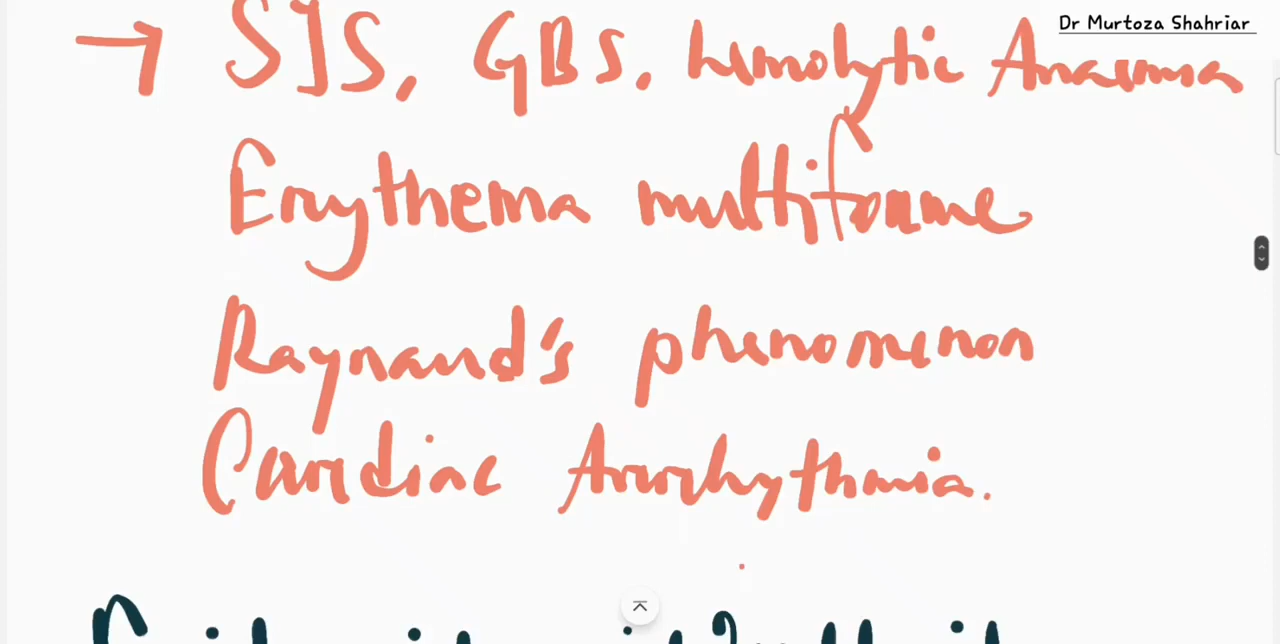 Dr Murtoza Shahriar
→ SJS, GBS, hemolytic Anaemia
Erythema multiforme
Raynaud's phenomenon
Cardiac Arrhythmia.